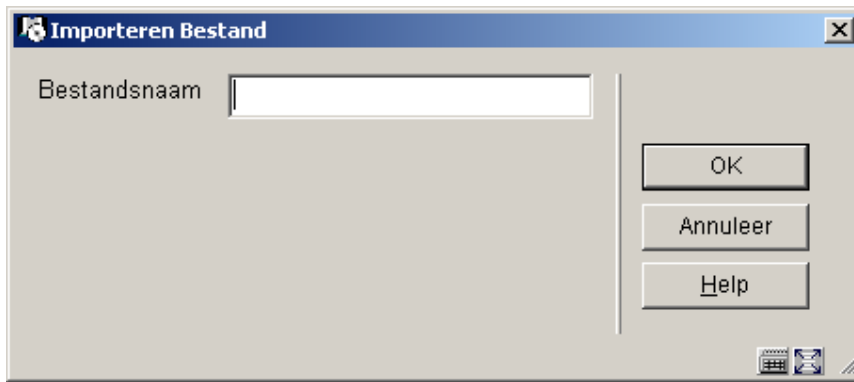 Importeren Bestand
Bestandsnaam
OK
Annuleer
Help